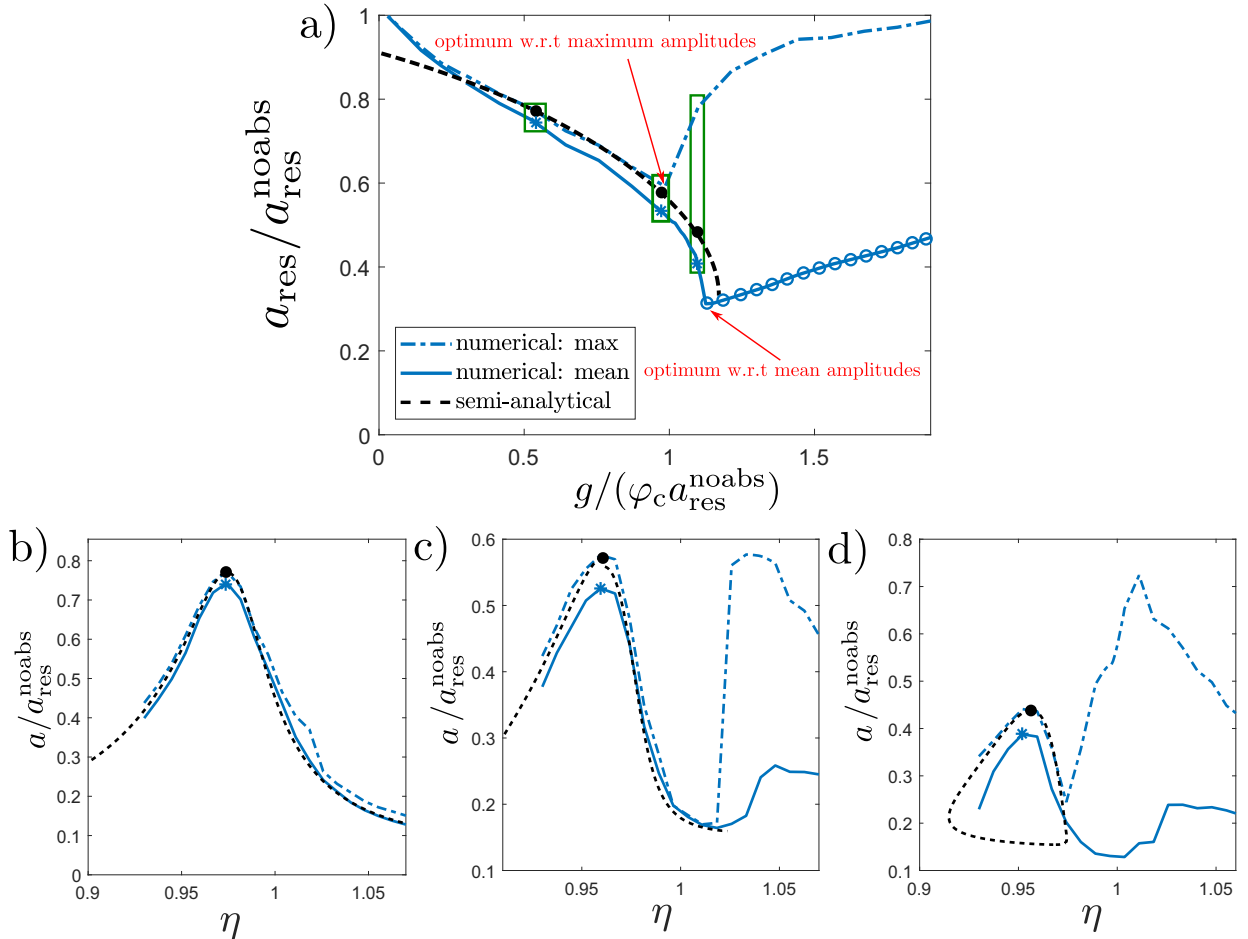 a)
optimum w.r.t maximum amplitudes
1
0.8
0.6
0.4
0.2
0
a_res/a_res^noabs
numerical: max
numerical: mean
semi-analytical
optimum w.r.t mean amplitudes
0 0.5 1 1.5
g/(φ_c a_res^noabs)
b)
0.8
0.7
0.6
0.5
0.4
0.3
0.2
0.1
0
a/a_res^noabs
0.9 0.95 1 1.05
η
c)
0.6
0.5
0.4
0.3
0.2
0.1
a/a_res^noabs
0.95 1 1.05
η
d)
0.8
0.7
0.6
0.5
0.4
0.3
0.2
0.1
a/a_res^noabs
0.9 0.95 1 1.05
η